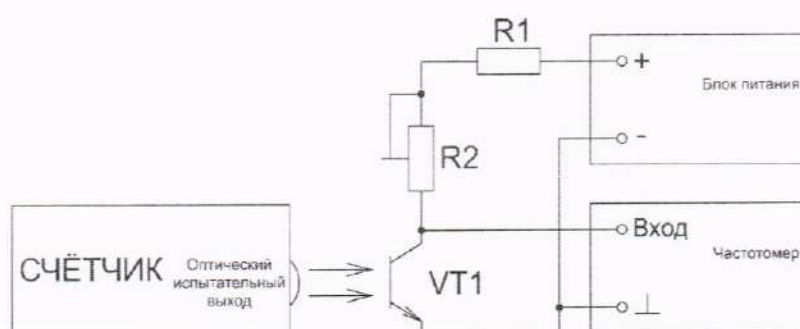 R1
+
Блок питания
-
R2
Вход
СЧЁТЧИК
Оптический
испытательный
выход
VT1
Частотомер